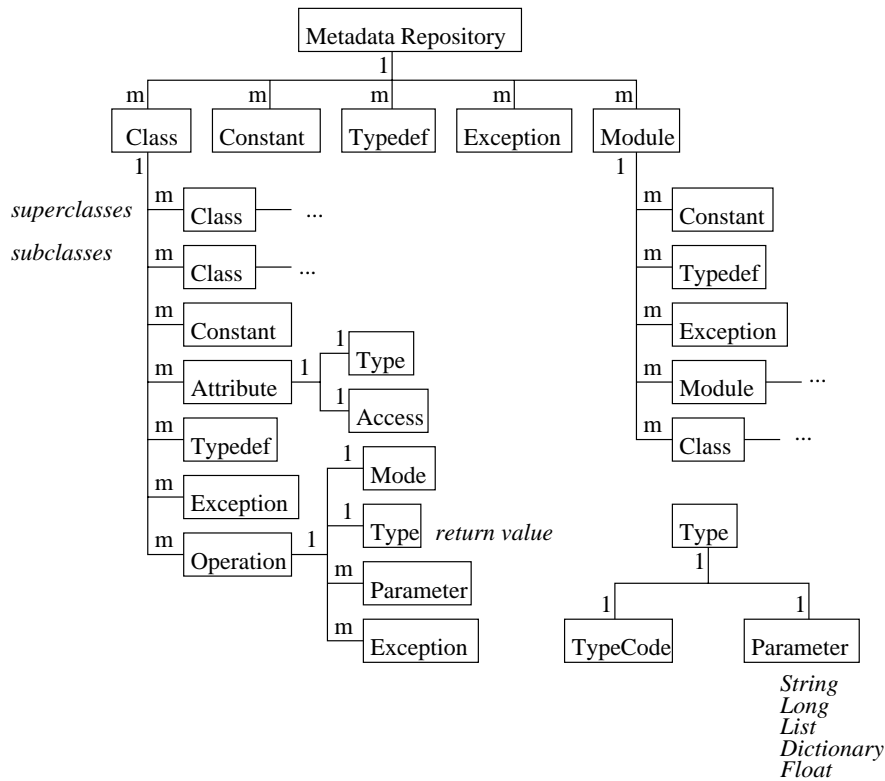 Metadata Repository
1
m m m m m
Class Constant Typedef Exception Module
1 1
superclasses m Class ... m Constant
subclasses m Class ... m Typedef
m Constant m Exception
1 Type
m Attribute 1 m Module ...
1 Access
m Typedef m Class ...
1 Mode
m Exception
1 Type return value Type
m Operation 1 1
m Parameter 1 1
m Exception TypeCode Parameter
String
Long
List
Dictionary
Float